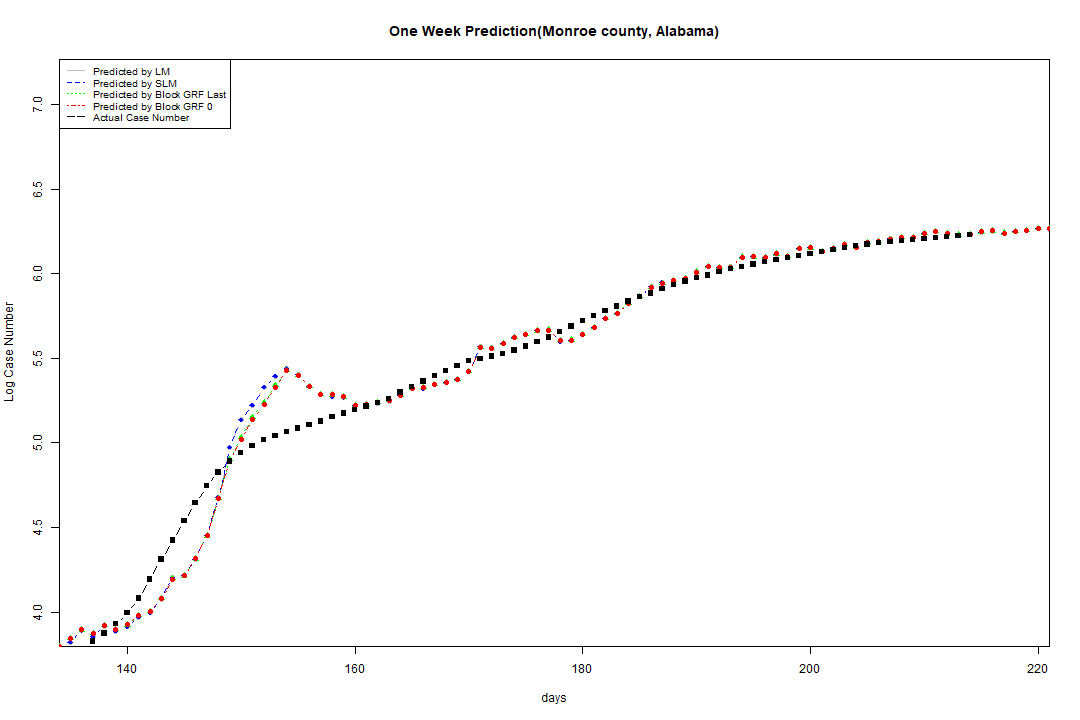 One Week Prediction(Monroe county, Alabama)
Predicted by LM
Predicted by SLM
Predicted by Block GRF Last
Predicted by Block GRF 0
Actual Case Number
7.0
6.5
6.0
5.5
5.0
4.5
4.0
Log Case Number
140 160 180 200 220
days